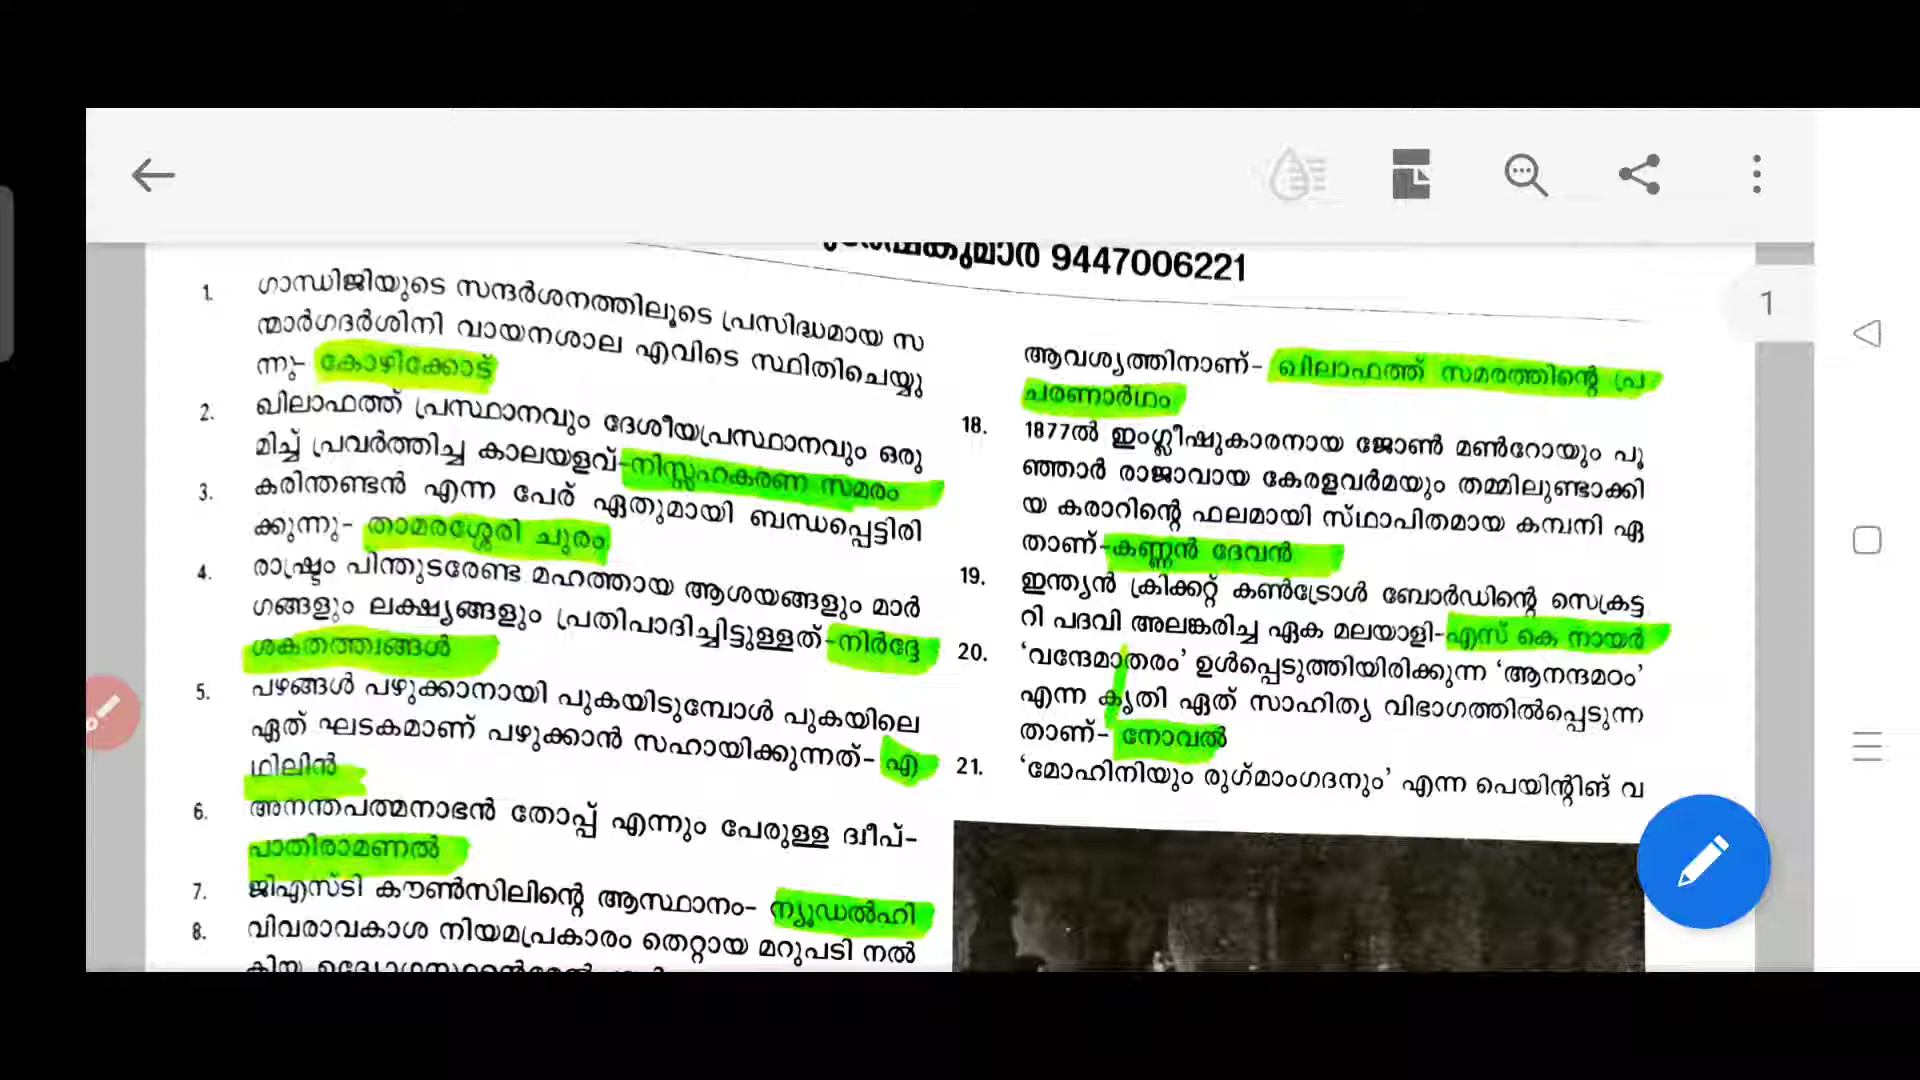 കുമാർ 9447006221
1
1. ഗാന്ധിജിയുടെ സന്ദർശനത്തിലൂടെ പ്രസിദ്ധമായ സ
ന്മാർഗദർശിനി വായനശാല എവിടെ സ്ഥിതിചെയ്യു
ന്നു- കോഴിക്കോട്ട്
2. ഖിലാഫത്ത് പ്രസ്ഥാനവും ദേശീയപ്രസ്ഥാനവും ഒരു
മിച്ച് പ്രവർത്തിച്ച കാലയളവ്-നിസ്സഹകരണ സമരം
3. കരിന്തണ്ടൻ എന്ന പേര് ഏതുമായി ബന്ധപ്പെട്ടിരി
ക്കുന്നു- താമരശ്ശേരി ചുരം
4. രാഷ്ട്രം പിന്തുടരേണ്ട മഹത്തായ ആശയങ്ങളും മാർ
ഗങ്ങളും ലക്ഷ്യങ്ങളും പ്രതിപാദിച്ചിട്ടുള്ളത്-നിർദ്ദേ
ശകതത്ത്വങ്ങൾ
5. പഴങ്ങൾ പഴുക്കാനായി പുകയിടുമ്പോൾ പുകയിലെ
ഏത് ഘടകമാണ് പഴുക്കാൻ സഹായിക്കുന്നത്- എ
ഥിലിൻ
6. അനന്തപത്മനാഭൻ തോപ്പ് എന്നും പേരുള്ള ദ്വീപ്-
പാതിരാമണൽ
7. ജിഎസ്ടി കൗൺസിലിന്റെ ആസ്ഥാനം- ന്യൂഡൽഹി
8. വിവരാവകാശ നിയമപ്രകാരം തെറ്റായ മറുപടി നൽ
ആവശ്യത്തിനാണ്- ഖിലാഫത്ത് സമരത്തിന്റെ പ്ര
ചരണാർഥം
18. 1877ൽ ഇംഗ്ലീഷുകാരനായ ജോൺ മൺറോയും പൂ
ഞ്ഞാർ രാജാവായ കേരളവർമയും തമ്മിലുണ്ടാക്കി
യ കരാറിന്റെ ഫലമായി സ്ഥാപിതമായ കമ്പനി ഏ
താണ്-കണ്ണൻ ദേവൻ
19. ഇന്ത്യൻ ക്രിക്കറ്റ് കൺട്രോൾ ബോർഡിന്റെ സെക്രട്ട
റി പദവി അലങ്കരിച്ച ഏക മലയാളി-എസ് കെ നായർ
20. 'വന്ദേമാതരം' ഉൾപ്പെടുത്തിയിരിക്കുന്ന 'ആനന്ദമഠം'
എന്ന കൃതി ഏത് സാഹിത്യ വിഭാഗത്തിൽപ്പെടുന്ന
താണ്- നോവൽ
21. 'മോഹിനിയും രുഗ്മാംഗദനും' എന്ന പെയിന്റിങ് വ